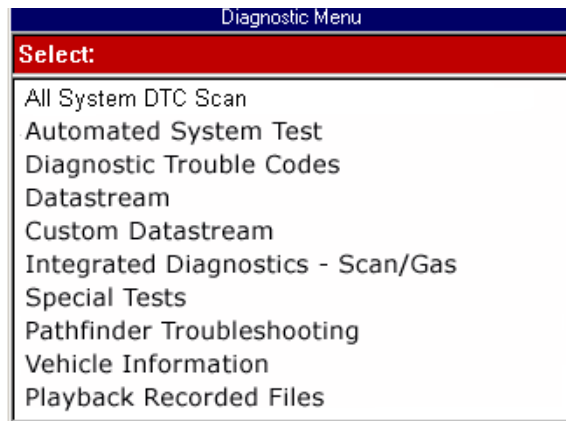 Diagnostic Menu
Select:
All System DTC Scan
Automated System Test
Diagnostic Trouble Codes
Datastream
Custom Datastream
Integrated Diagnostics - Scan/Gas
Special Tests
Pathfinder Troubleshooting
Vehicle Information
Playback Recorded Files